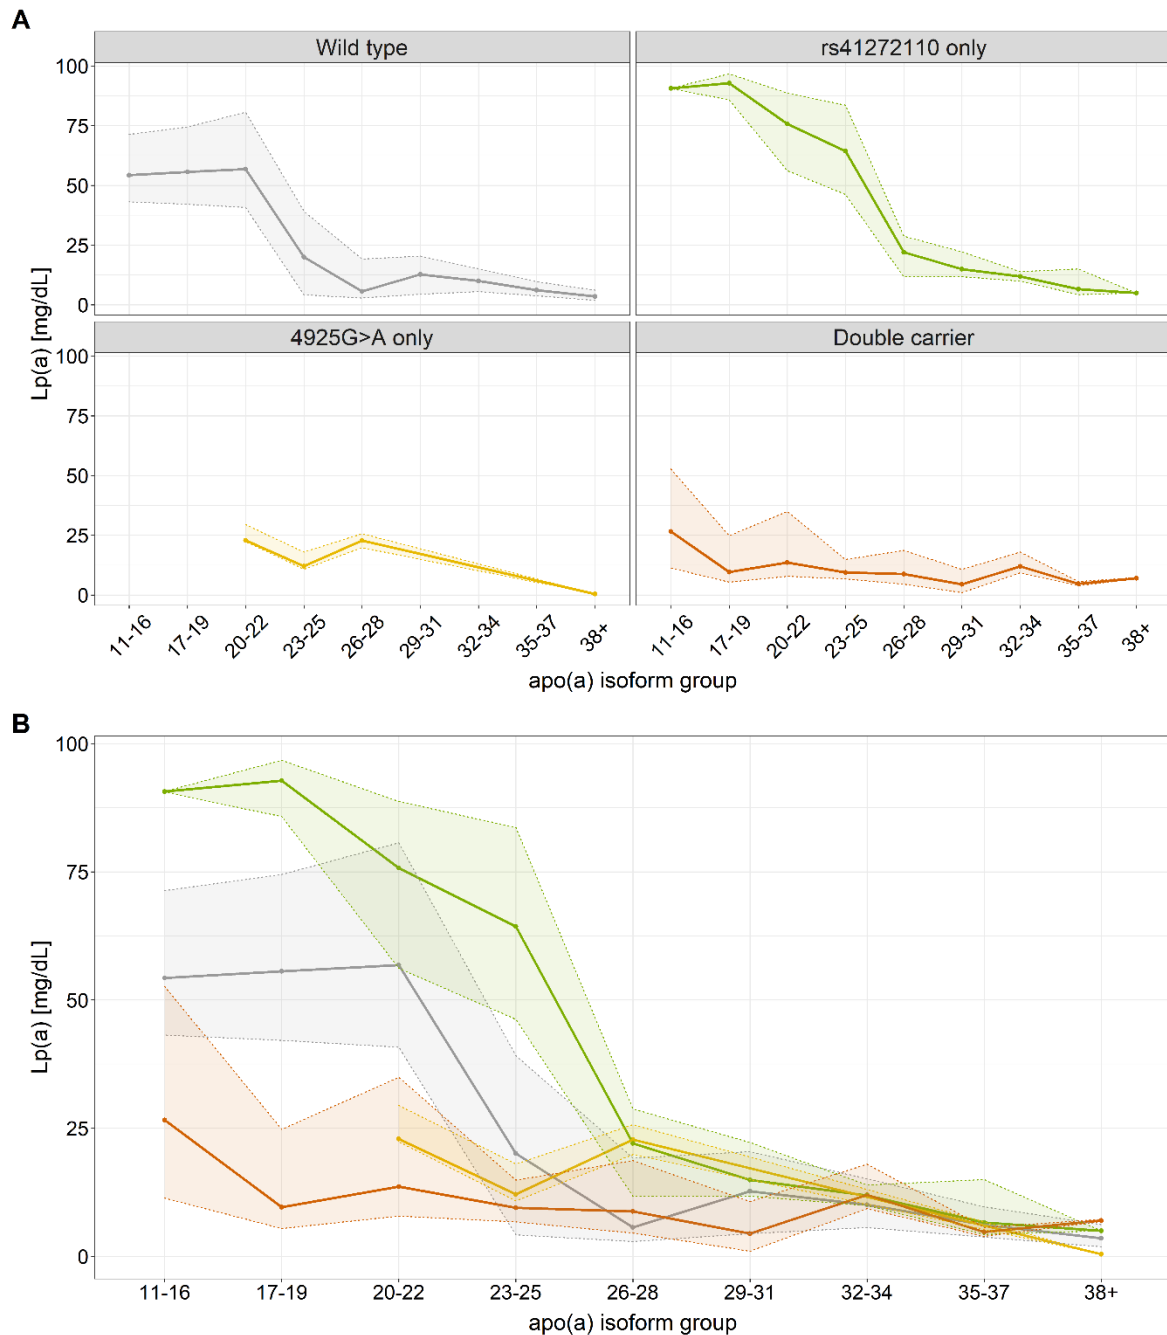 A
Wild type
rs41272110 only
100
75
50
25
0
4925G>A only
Double carrier
100
75
50
25
0
Lp(a) [mg/dL]
11-16 17-19 20-22 23-25 26-28 29-31 32-34 35-37 38+
11-16 17-19 20-22 23-25 26-28 29-31 32-34 35-37 38+
apo(a) isoform group
B
100
75
50
25
0
Lp(a) [mg/dL]
11-16 17-19 20-22 23-25 26-28 29-31 32-34 35-37 38+
apo(a) isoform group